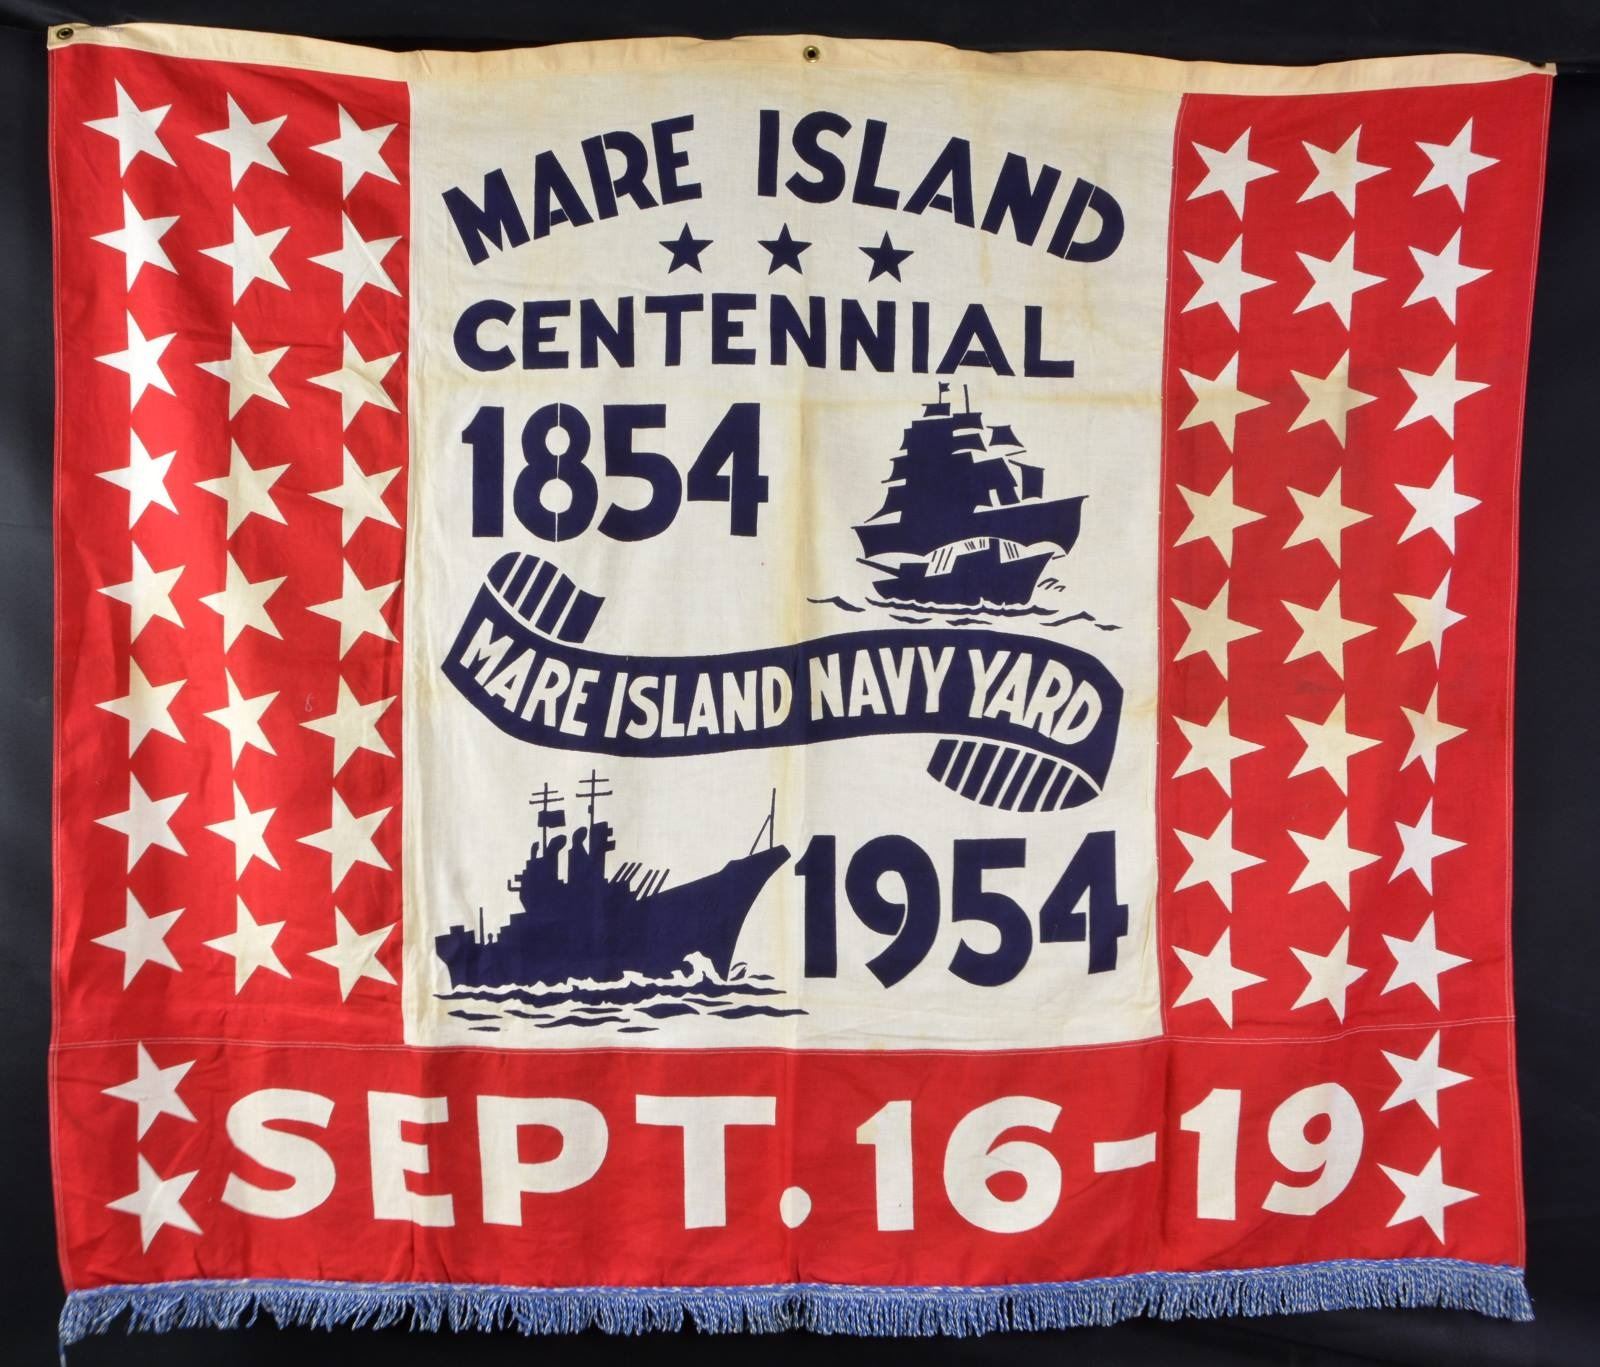 MARE ISLAND
CENTENNIAL
1854
MARE ISLAND NAVY YARD
1954
SEPT. 16-19